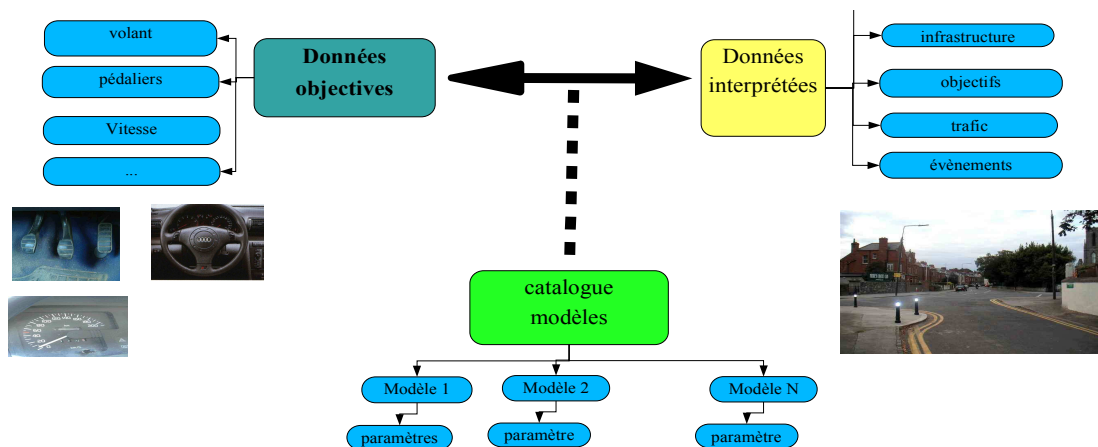 volant
pédaliers
Vitesse
...
Données
objectives
Données
interprétées
infrastructure
objectifs
trafic
évènements
catalogue
modèles
Modèle 1
Modèle 2
Modèle N
paramètres
paramètre
paramètre